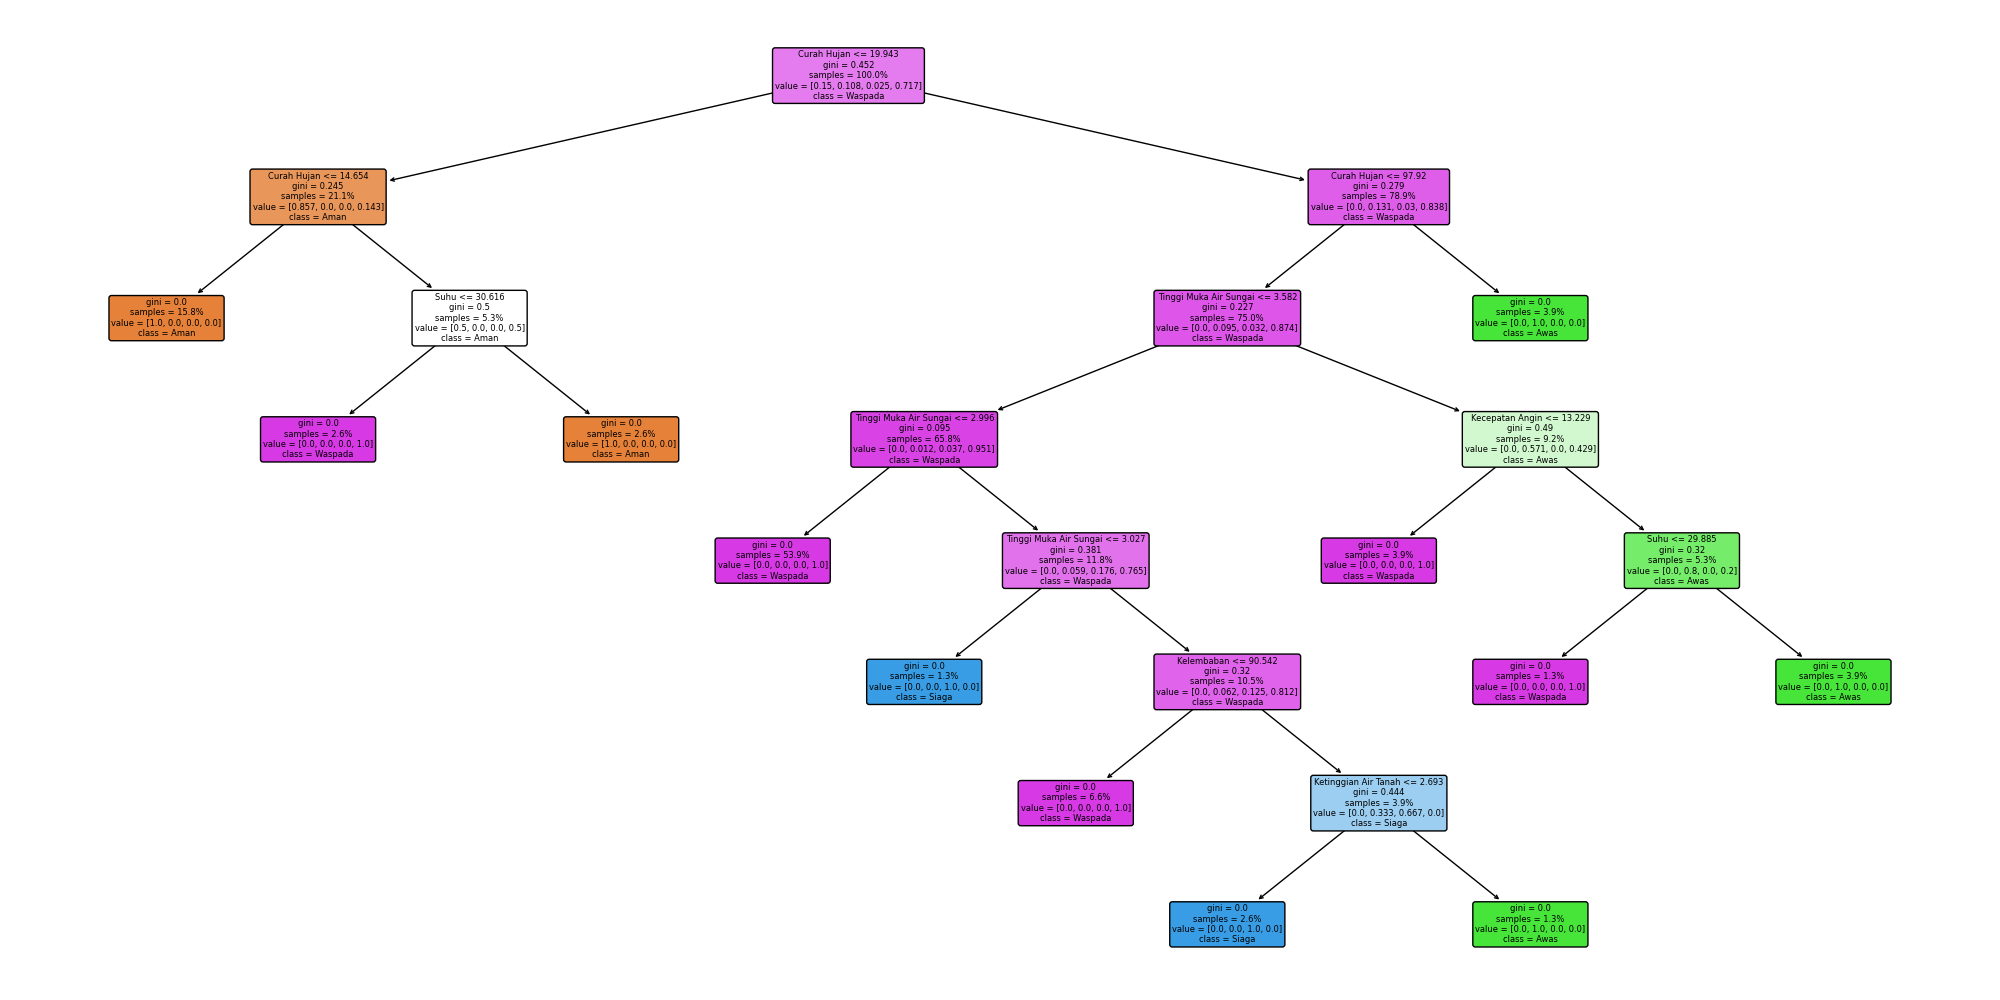 Curah Hujan <= 19.943
gini = 0.452
samples = 100.0%
value = [0.15, 0.108, 0.025, 0.717]
class = Waspada
Curah Hujan <= 14.654
gini = 0.245
samples = 21.1%
value = [0.857, 0.0, 0.0, 0.143]
class = Aman
Curah Hujan <= 97.92
gini = 0.279
samples = 78.9%
value = [0.0, 0.131, 0.03, 0.838]
class = Waspada
gini = 0.0
samples = 15.8%
value = [1.0, 0.0, 0.0, 0.0]
class = Aman
Suhu <= 30.616
gini = 0.5
samples = 5.3%
value = [0.5, 0.0, 0.0, 0.5]
class = Aman
Tinggi Muka Air Sungai <= 3.582
gini = 0.227
samples = 75.0%
value = [0.0, 0.095, 0.032, 0.874]
class = Waspada
gini = 0.0
samples = 3.9%
value = [0.0, 1.0, 0.0, 0.0]
class = Awas
gini = 0.0
samples = 2.6%
value = [0.0, 0.0, 0.0, 1.0]
class = Waspada
gini = 0.0
samples = 2.6%
value = [1.0, 0.0, 0.0, 0.0]
class = Aman
Tinggi Muka Air Sungai <= 2.996
gini = 0.095
samples = 65.8%
value = [0.0, 0.012, 0.037, 0.951]
class = Waspada
Kecepatan Angin <= 13.229
gini = 0.49
samples = 9.2%
value = [0.0, 0.571, 0.0, 0.429]
class = Awas
gini = 0.0
samples = 53.9%
value = [0.0, 0.0, 0.0, 1.0]
class = Waspada
Tinggi Muka Air Sungai <= 3.027
gini = 0.381
samples = 11.8%
value = [0.0, 0.059, 0.176, 0.765]
class = Waspada
gini = 0.0
samples = 3.9%
value = [0.0, 0.0, 0.0, 1.0]
class = Waspada
Suhu <= 29.885
gini = 0.32
samples = 5.3%
value = [0.0, 0.8, 0.0, 0.2]
class = Awas
gini = 0.0
samples = 1.3%
value = [0.0, 0.0, 1.0, 0.0]
class = Siaga
Kelembaban <= 90.542
gini = 0.32
samples = 10.5%
value = [0.0, 0.062, 0.125, 0.812]
class = Waspada
gini = 0.0
samples = 1.3%
value = [0.0, 0.0, 0.0, 1.0]
class = Waspada
gini = 0.0
samples = 3.9%
value = [0.0, 1.0, 0.0, 0.0]
class = Awas
gini = 0.0
samples = 6.6%
value = [0.0, 0.0, 0.0, 1.0]
class = Waspada
Ketinggian Air Tanah <= 2.693
gini = 0.444
samples = 3.9%
value = [0.0, 0.333, 0.667, 0.0]
class = Siaga
gini = 0.0
samples = 2.6%
value = [0.0, 0.0, 1.0, 0.0]
class = Siaga
gini = 0.0
samples = 1.3%
value = [0.0, 1.0, 0.0, 0.0]
class = Awas